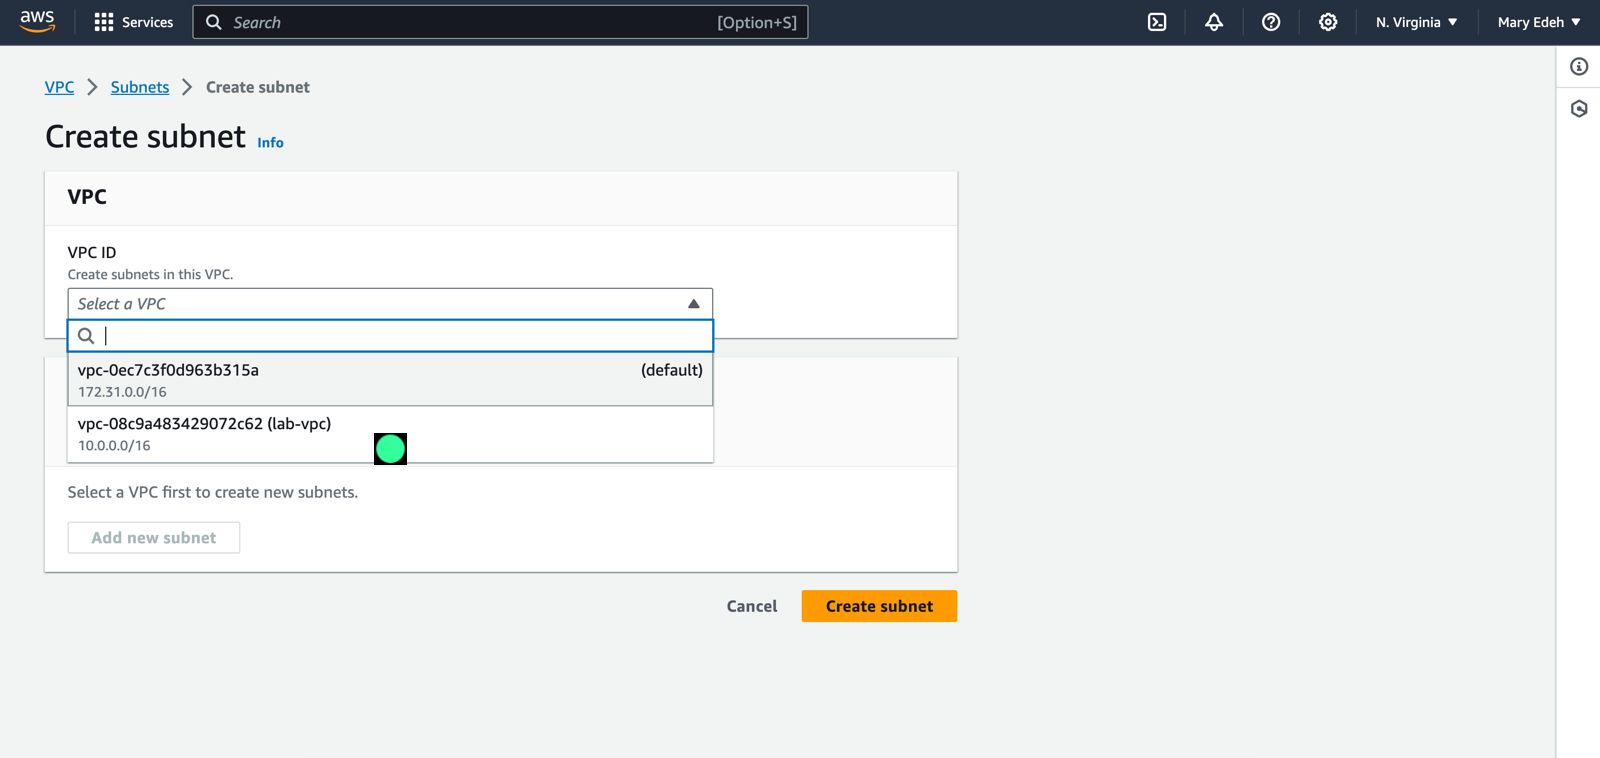 aws Services Search [Option+S] N. Virginia Mary Edeh
VPC Subnets Create subnet
Create subnet Info
VPC
VPC ID
Create subnets in this VPC.
Select a VPC
vpc-0ec7c3f0d963b315a (default)
172.31.0.0/16
vpc-08c9a483429072c62 (lab-vpc)
10.0.0.0/16
Select a VPC first to create new subnets.
Add new subnet
Cancel Create subnet